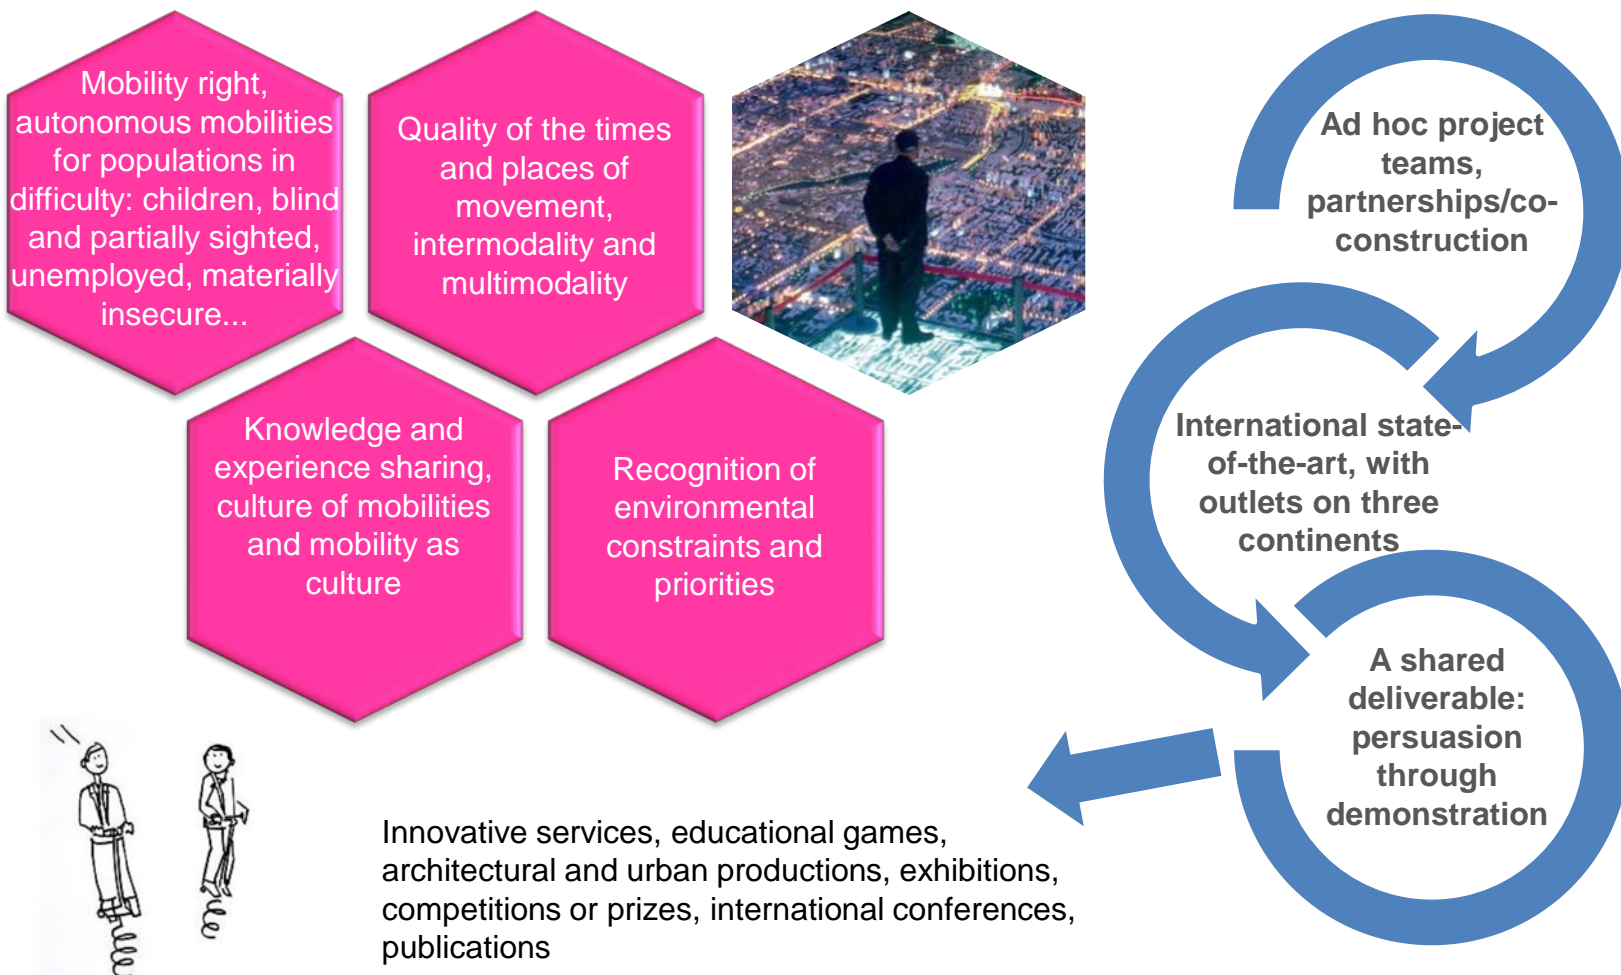 Mobility right,
autonomous mobilities
for populations in
difficulty: children, blind
and partially sighted,
unemployed, materially
insecure...
Quality of the times
and places of
movement,
intermodality and
multimodality
Knowledge and
experience sharing,
culture of mobilities
and mobility as
culture
Recognition of
environmental
constraints and
priorities
Ad hoc project
teams,
partnerships/co-
construction
International state-
of-the-art, with
outlets on three
continents
A shared
deliverable:
persuasion
through
demonstration
Innovative services, educational games,
architectural and urban productions, exhibitions,
competitions or prizes, international conferences,
publications